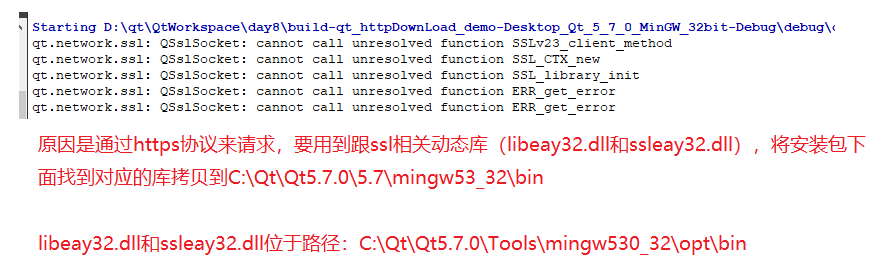 Starting D:\qt\QtWorkspace\day8\build-qt_httpDownLoad_demo-Desktop_Qt_5_7_0_MinGW_32bit-Debug\debug\
qt.network.ssl: QSslSocket: cannot call unresolved function SSLv23_client_method
qt.network.ssl: QSslSocket: cannot call unresolved function SSL_CTX_new
qt.network.ssl: QSslSocket: cannot call unresolved function SSL_library_init
qt.network.ssl: QSslSocket: cannot call unresolved function ERR_get_error
qt.network.ssl: QSslSocket: cannot call unresolved function ERR_get_error
原因是通过https协议来请求，要用到跟ssl相关动态库（libeay32.dll和ssleay32.dll），将安装包下
面找到对应的库拷贝到C:\Qt\Qt5.7.0\5.7\mingw53_32\bin
libeay32.dll和ssleay32.dll位于路径：C:\Qt\Qt5.7.0\Tools\mingw530_32\opt\bin